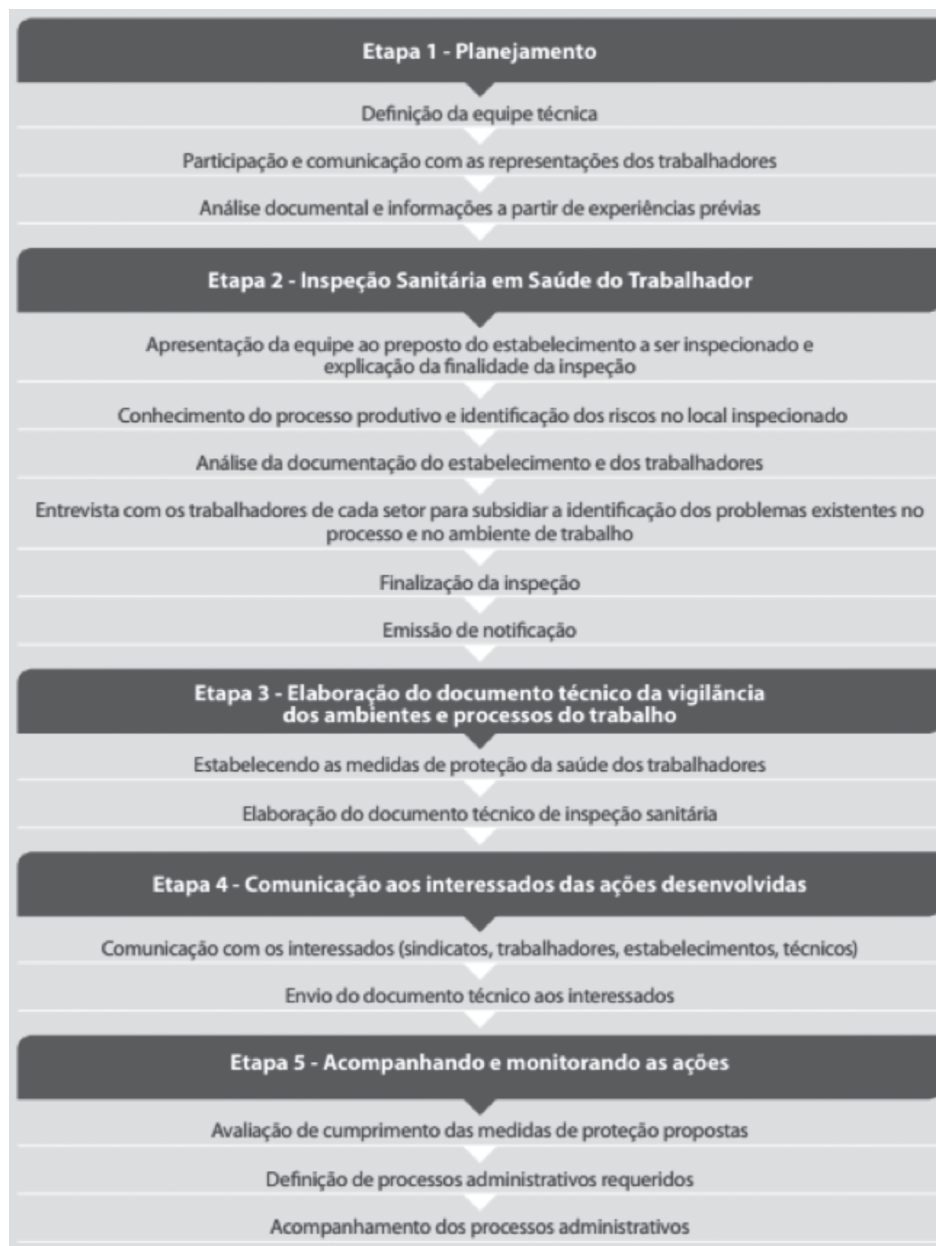 Etapa 1 - Planejamento
Definição da equipe técnica
Participação e comunicação com as representações dos trabalhadores
Análise documental e informações a partir de experiências prévias
Etapa 2 - Inspeção Sanitária em Saúde do Trabalhador
Apresentação da equipe ao preposto do estabelecimento a ser inspecionado e
explicação da finalidade da inspeção
Conhecimento do processo produtivo e identificação dos riscos no local inspecionado
Análise da documentação do estabelecimento e dos trabalhadores
Entrevista com os trabalhadores de cada setor para subsidiar a identificação dos problemas existentes no
processo e no ambiente de trabalho
Finalização da inspeção
Emissão de notificação
Etapa 3 - Elaboração do documento técnico da vigilância
dos ambientes e processos do trabalho
Estabelecendo as medidas de proteção da saúde dos trabalhadores
Elaboração do documento técnico de inspeção sanitária
Etapa 4 - Comunicação aos interessados das ações desenvolvidas
Comunicação com os interessados (sindicatos, trabalhadores, estabelecimentos, técnicos)
Envio do documento técnico aos interessados
Etapa 5 - Acompanhando e monitorando as ações
Avaliação de cumprimento das medidas de proteção propostas
Definição de processos administrativos requeridos
Acompanhamento dos processos administrativos